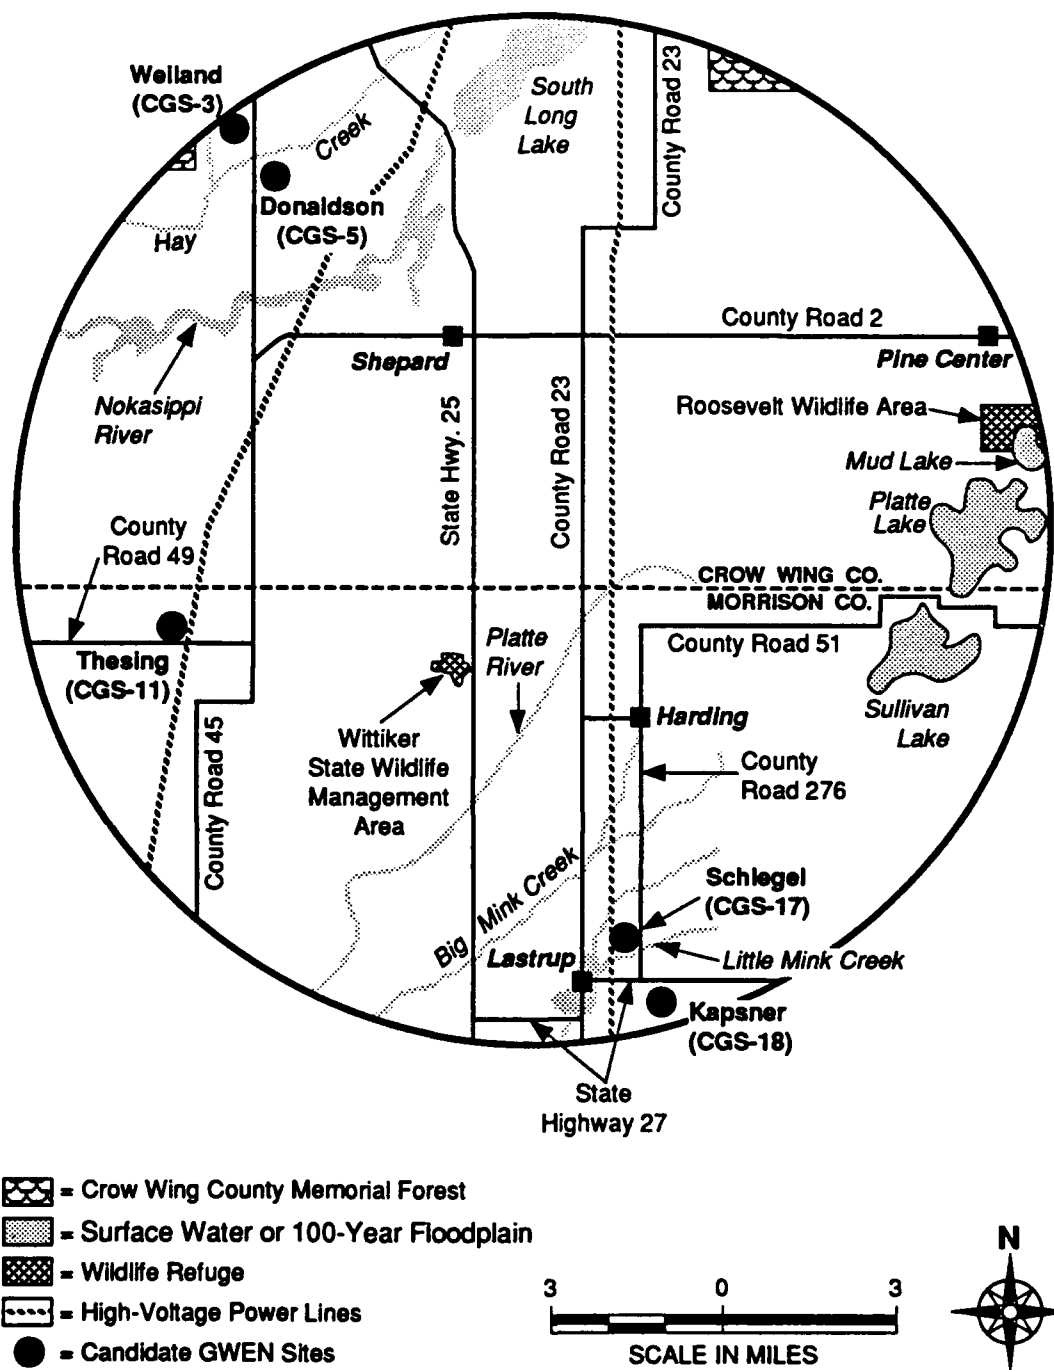 Weiland
(CGS-3)
South
Long
Lake
County Road 23
Creek
Donaldson
(CGS-5)
Hay
County Road 2
Shepard
Pine Center
Nokasippi
River
State Hwy. 25
County Road 23
Roosevelt Wildlife Area
Mud Lake
Platte
Lake
County
Road 49
CROW WING CO.
MORRISON CO.
Platte
River
County Road 51
Thesing
(CGS-11)
Harding
Sullivan
Lake
Wittiker
State Wildlife
Management
Area
County Road 45
County
Road 276
Big Mink Creek
Schlegel
(CGS-17)
Lastrup
Little Mink Creek
Kapsner
(CGS-18)
State
Highway 27
= Crow Wing County Memorial Forest
= Surface Water or 100-Year Floodplain
= Wildlife Refuge
= High-Voltage Power Lines
= Candidate GWEN Sites
3 0 3
SCALE IN MILES
N